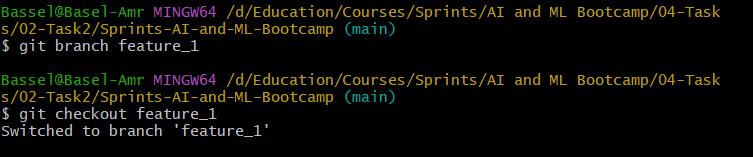 Bassel@Basel-Amr MINGW64 /d/Education/Courses/Sprints/AI and ML Bootcamp/04-Task
s/02-Task2/Sprints-AI-and-ML-Bootcamp (main)
$ git branch feature_1
Bassel@Basel-Amr MINGW64 /d/Education/Courses/Sprints/AI and ML Bootcamp/04-Task
s/02-Task2/Sprints-AI-and-ML-Bootcamp (main)
$ git checkout feature_1
Switched to branch 'feature_1'